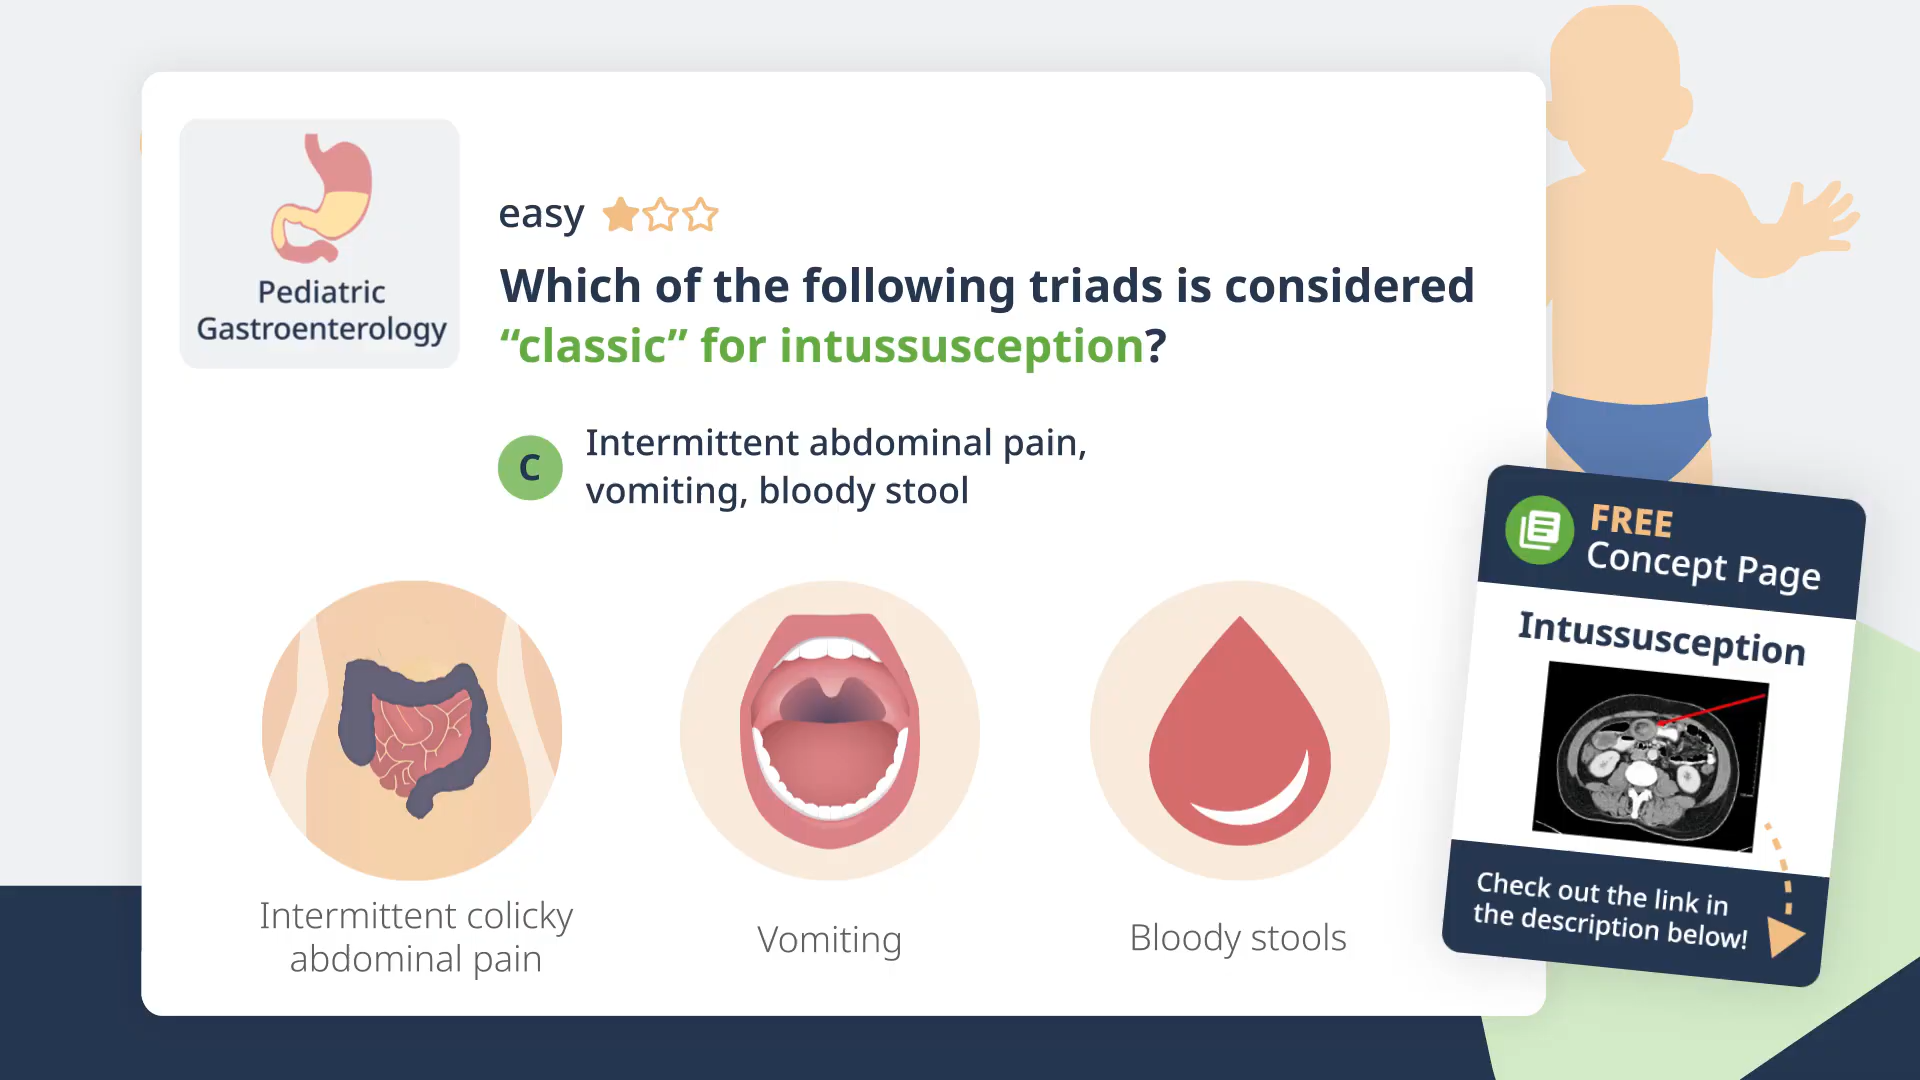 Pediatric
Gastroenterology
easy
Which of the following triads is considered
“classic” for intussusception?
C
Intermittent abdominal pain,
vomiting, bloody stool
Intermittent colicky
abdominal pain
Vomiting
Bloody stools
FREE
Concept Page
Intussusception
Check out the link in
the description below!